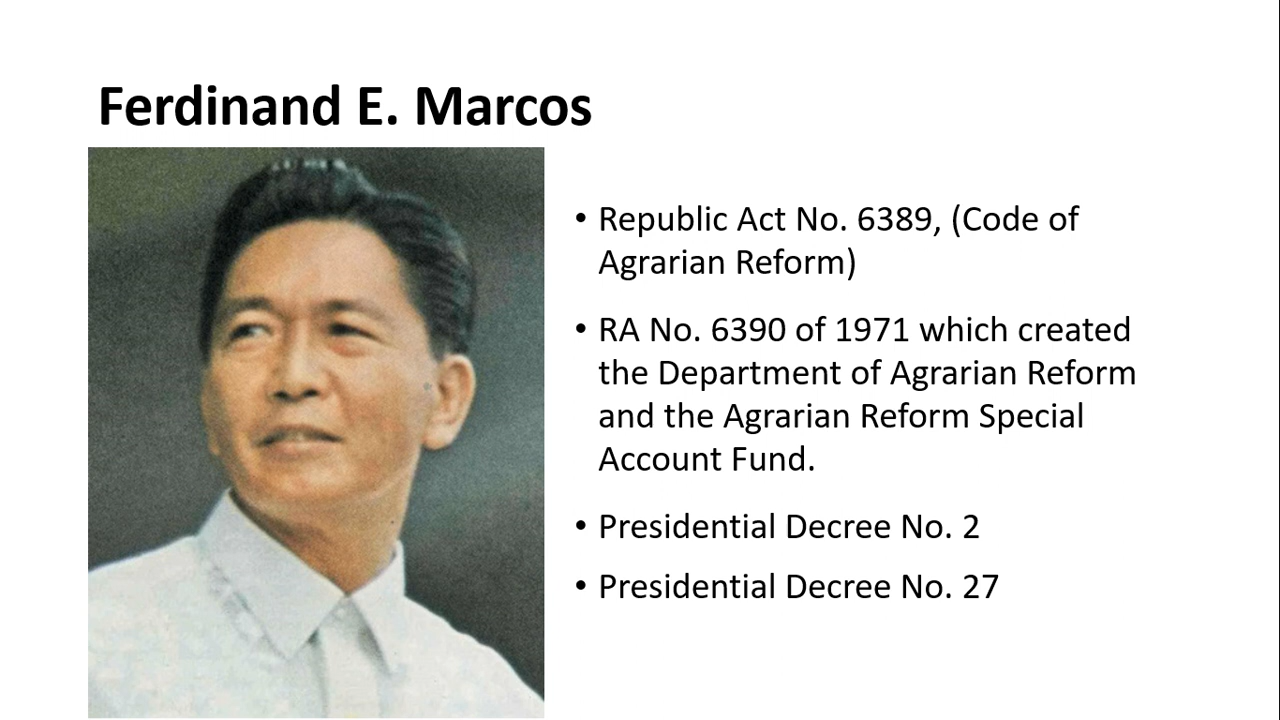 Ferdinand E. Marcos
• Republic Act No. 6389, (Code of
Agrarian Reform)
• RA No. 6390 of 1971 which created
the Department of Agrarian Reform
and the Agrarian Reform Special
Account Fund.
• Presidential Decree No. 2
• Presidential Decree No. 27